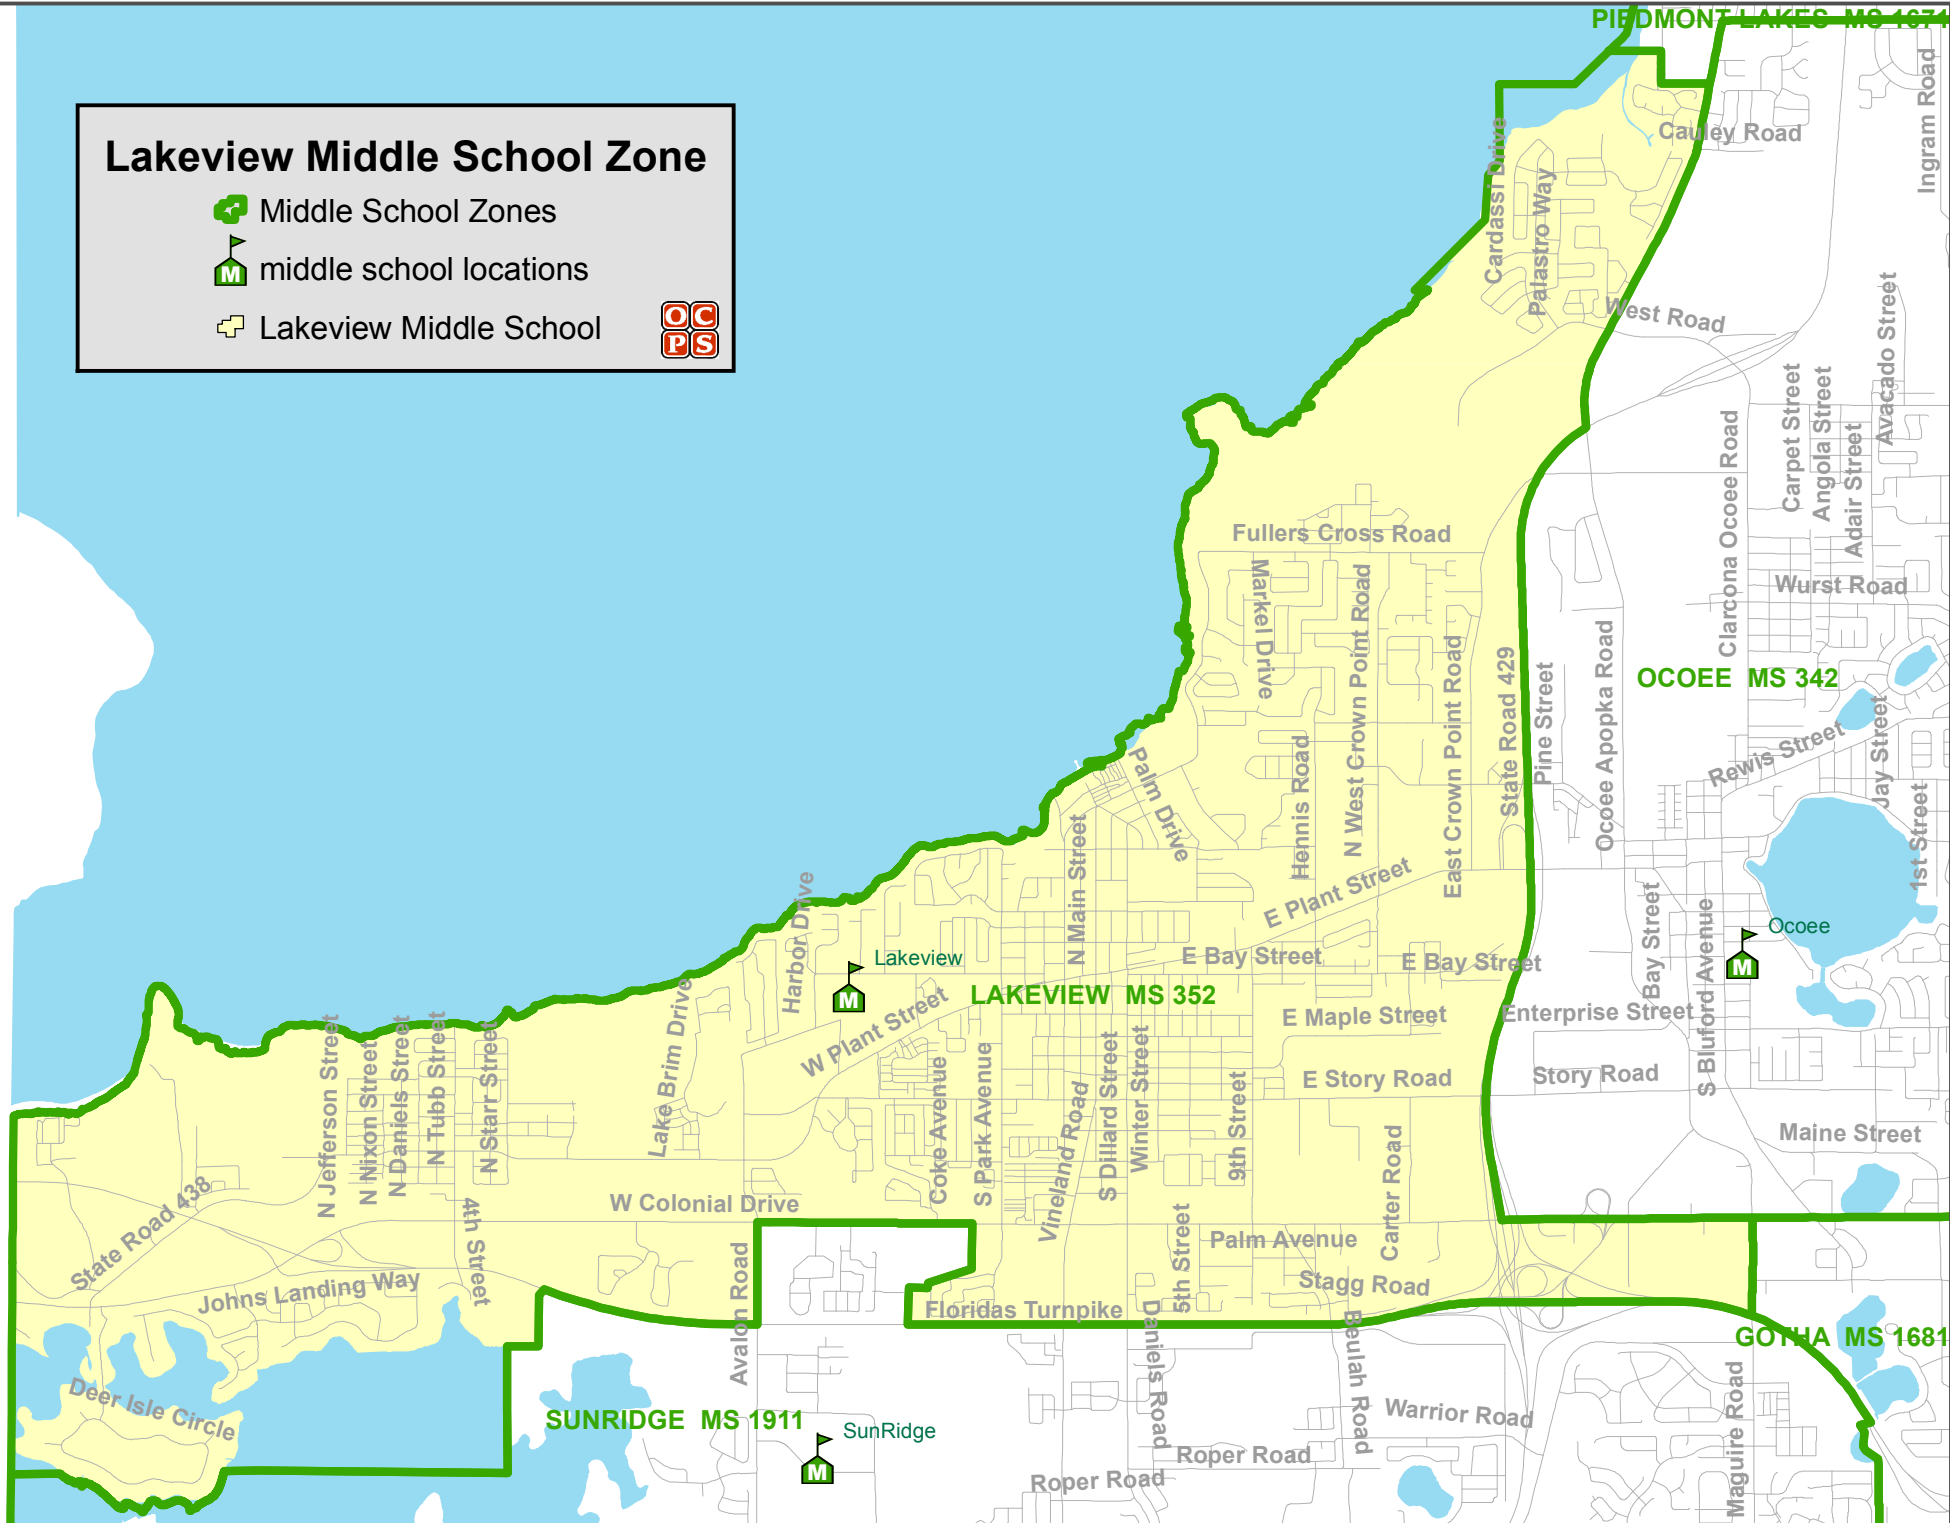 PIEDMONT LAKES MS 1671
Lakeview Middle School Zone
Middle School Zones
M middle school locations
Lakeview Middle School
O C
P S
Cauley Road
Ingram Road
Cardassi Drive
Palastro Way
West Road
Avacado Street
Carpet Street
Angola Street
Adair Street
Clarcona Ocoee Road
Fullers Cross Road
Wurst Road
Markel Drive
N West Crown Point Road
East Crown Point Road
State Road 429
Pine Street
Ocoee Apopka Road
OCOEE MS 342
Rewis Street
Jay Street
1st Street
Palm Drive
Hennis Road
N Main Street
E Plant Street
Harbor Drive
Lakeview
M
E Bay Street
E Bay Street
Bay Street
S Bluford Avenue
Ocoee
M
LAKEVIEW MS 352
W Plant Street
E Maple Street
Enterprise Street
Lake Brim Drive
N Jefferson Street
N Nixon Street
N Daniels Street
N Tubb Street
N Starr Street
Coke Avenue
S Park Avenue
Vineland Road
S Dillard Street
Winter Street
9th Street
E Story Road
Story Road
Maine Street
Carter Road
State Road 438
4th Street
W Colonial Drive
Avalon Road
5th Street
Palm Avenue
Stagg Road
Johns Landing Way
Floridas Turnpike
Daniels Road
Beulah Road
GOTHA MS 1681
Deer Isle Circle
SUNRIDGE MS 1911
SunRidge
M
Warrior Road
Roper Road
Roper Road
Maguire Road